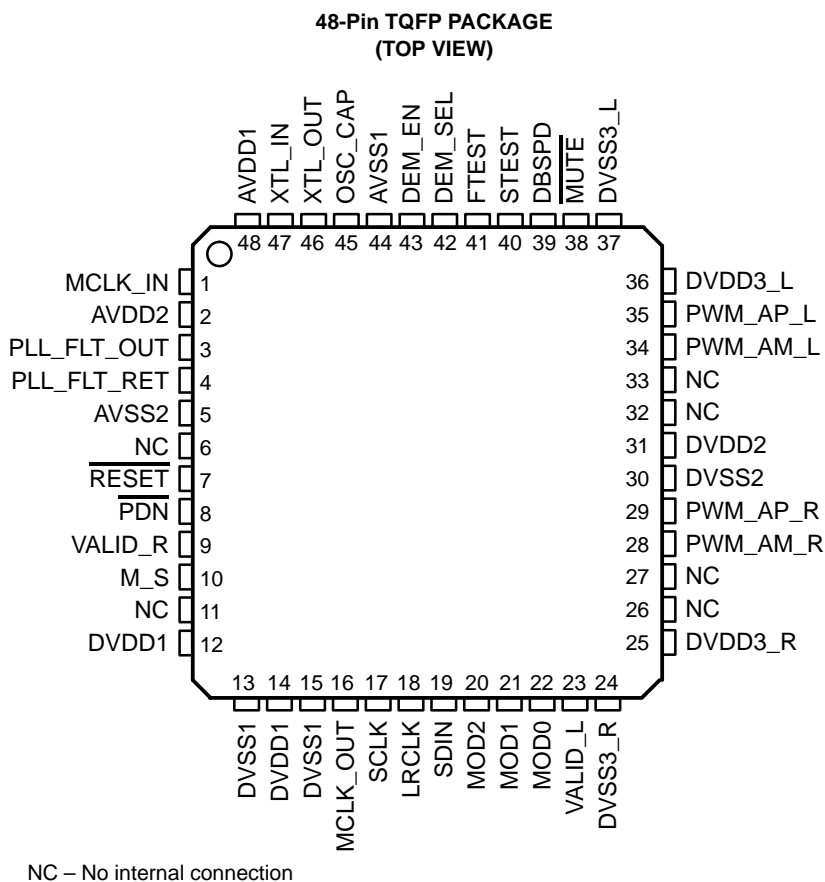 48-Pin TQFP PACKAGE
(TOP VIEW)
AVDD1
XTL_IN
XTL_OUT
OSC_CAP
AVSS1
DEM_EN
DEM_SEL
FTEST
STEST
DBSPD
MUTE
DVSS3_L
48 47 46 45 44 43 42 41 40 39 38 37
MCLK_IN 1
AVDD2 2
PLL_FLT_OUT 3
PLL_FLT_RET 4
AVSS2 5
NC 6
RESET 7
PDN 8
VALID_R 9
M_S 10
NC 11
DVDD1 12
36 DVDD3_L
35 PWM_AP_L
34 PWM_AM_L
33 NC
32 NC
31 DVDD2
30 DVSS2
29 PWM_AP_R
28 PWM_AM_R
27 NC
26 NC
25 DVDD3_R
13 14 15 16 17 18 19 20 21 22 23 24
DVSS1
DVDD1
DVSS1
MCLK_OUT
SCLK
LRCLK
SDIN
MOD2
MOD1
MOD0
VALID_L
DVSS3_R
NC – No internal connection